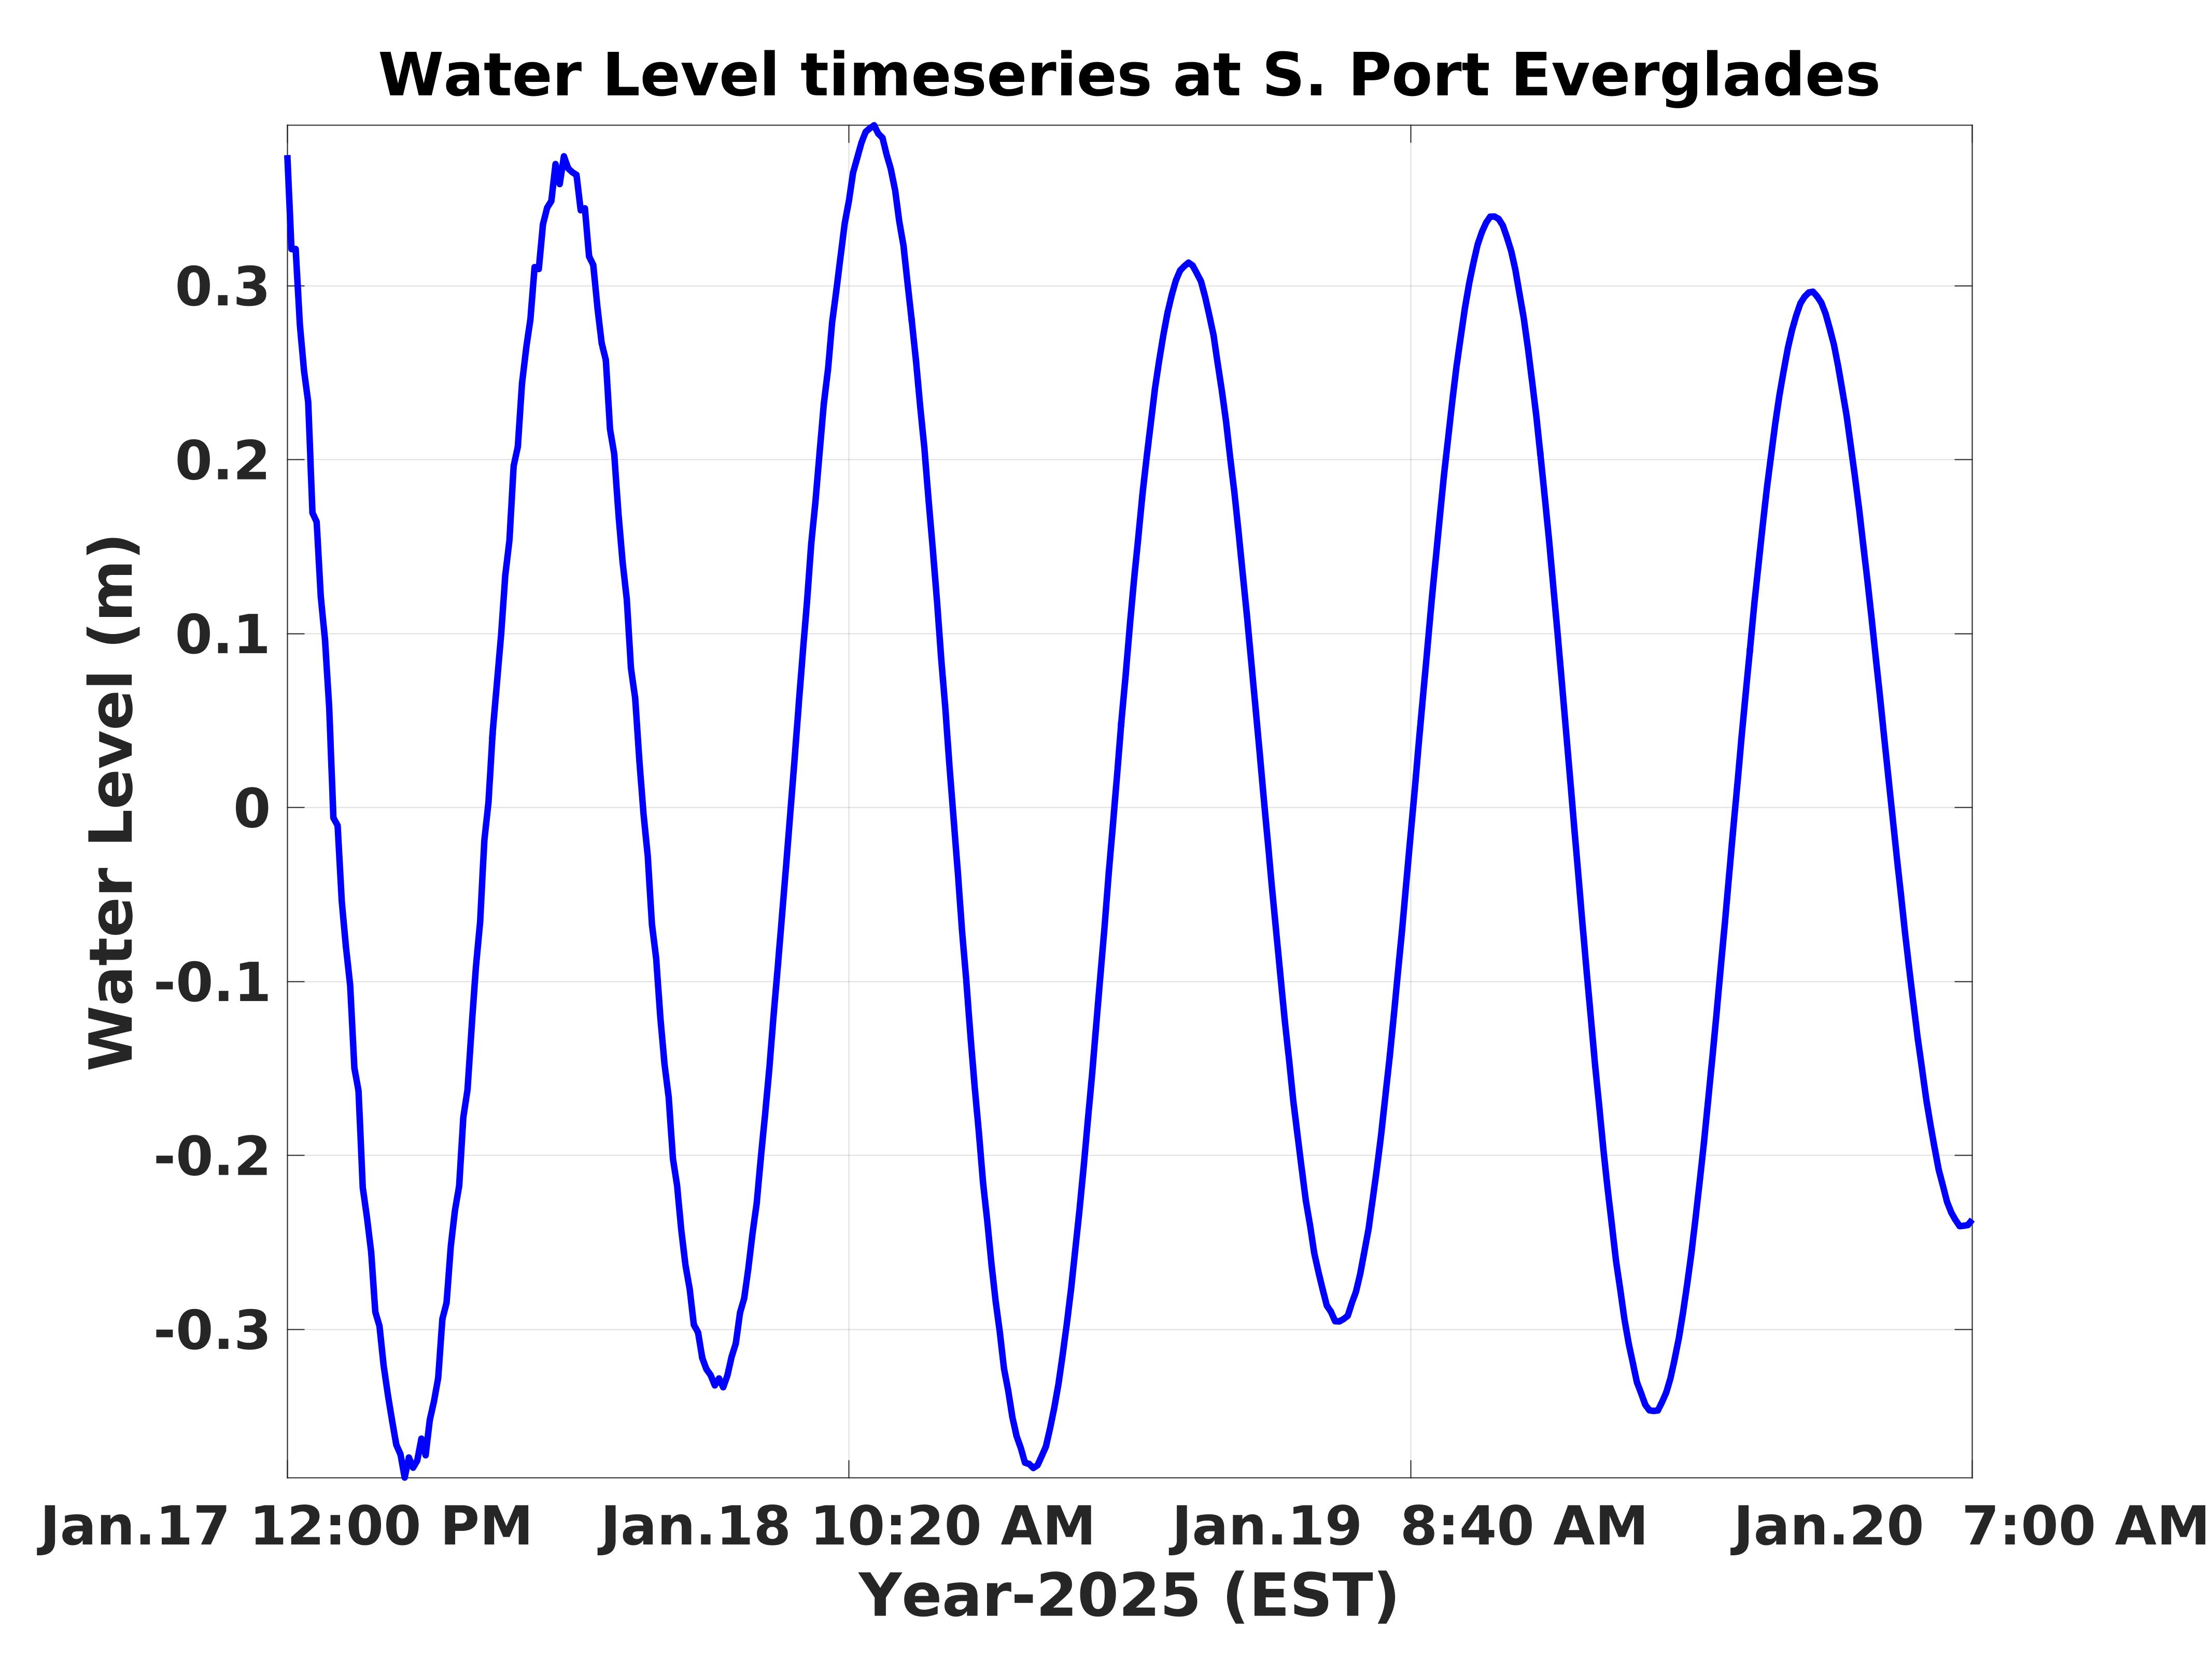 Water Level timeseries at S. Port Everglades
Water Level (m)
0.3
0.2
0.1
0
-0.1
-0.2
-0.3
Jan.17 12:00 PM Jan.18 10:20 AM Jan.19 8:40 AM Jan.20 7:00 AM
Year-2025 (EST)